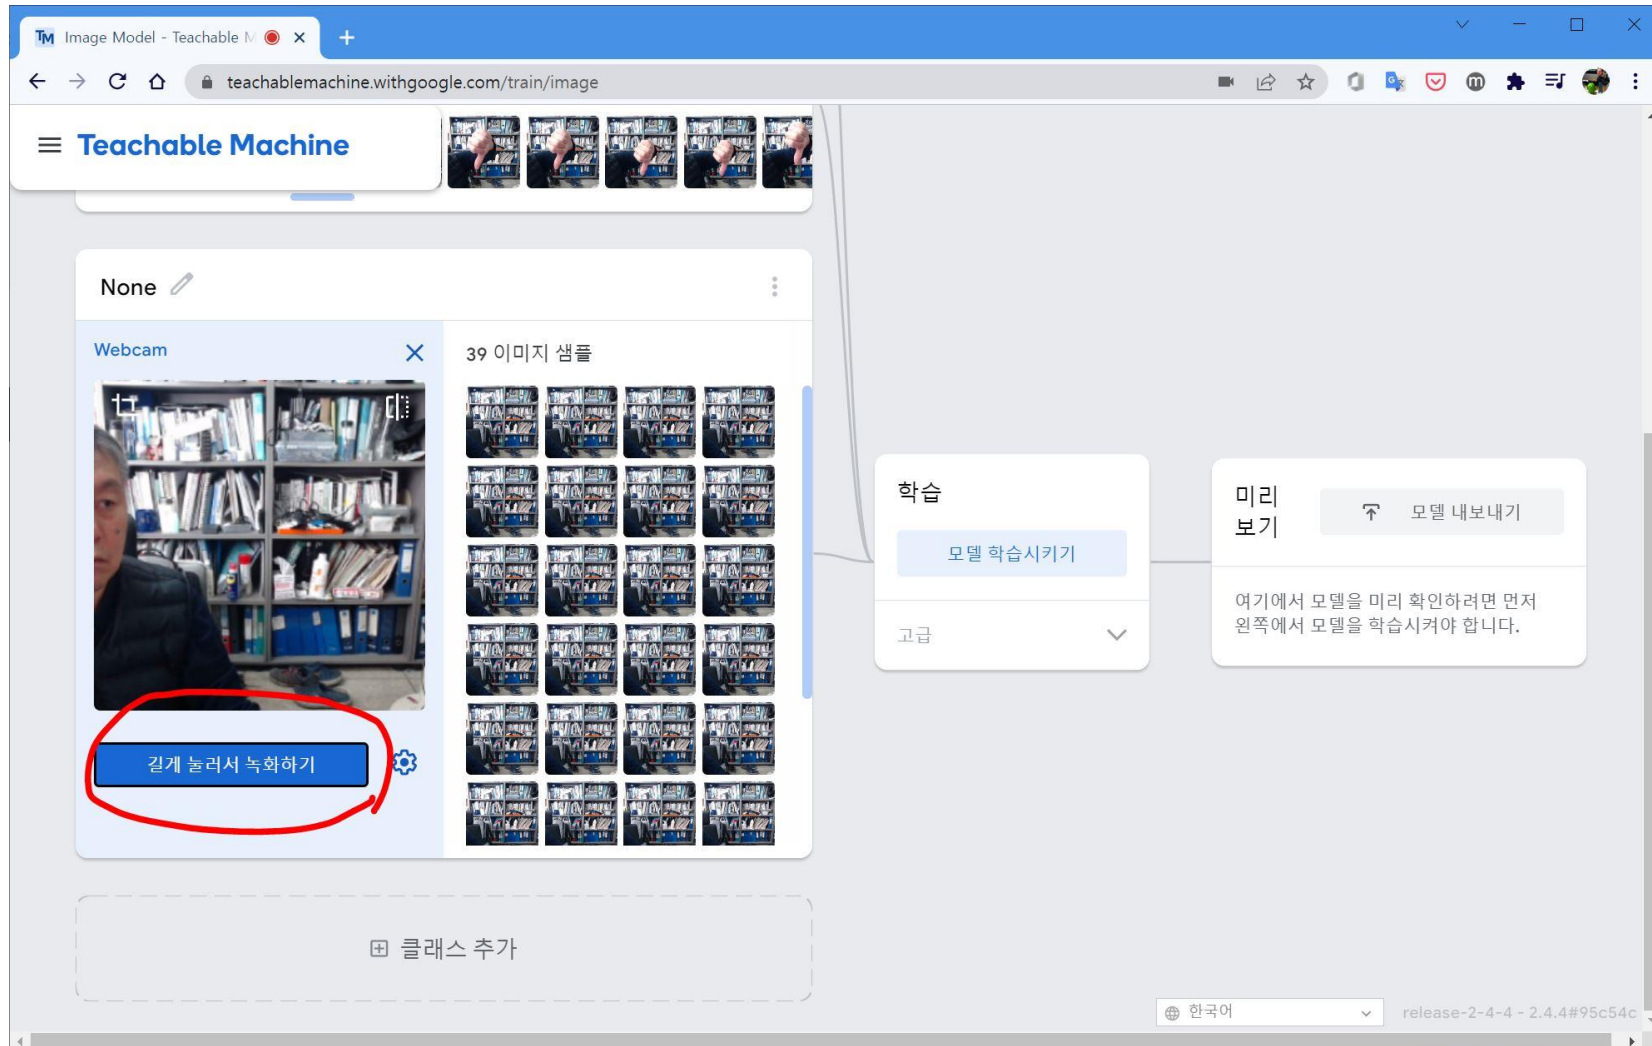 TM Image Model - Teachable M
teachablemachine.withgoogle.com/train/image
Teachable Machine
None
Webcam
39 이미지 샘플
길게 눌러서 녹화하기
학습
모델 학습시키기
고급
미리
보기
모델 내보내기
여기에서 모델을 미리 확인하려면 먼저
왼쪽에서 모델을 학습시켜야 합니다.
클래스 추가
한국어
release-2-4-4 - 2.4.4#95c54c